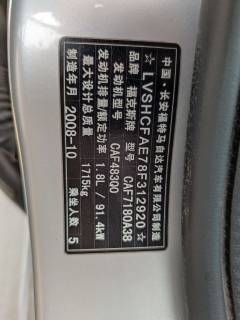 中国·长安福特马自达汽车有限公司制造
☆LVSHCFAE78F312920☆
品牌 福克斯牌 型号 CAF7180A38
发动机型号 CAF483Q0
发动机排量/额定功率 1.8L / 91.4kW
最大设计总质量 1715kg
制造年月 2008-10 乘坐人数 5